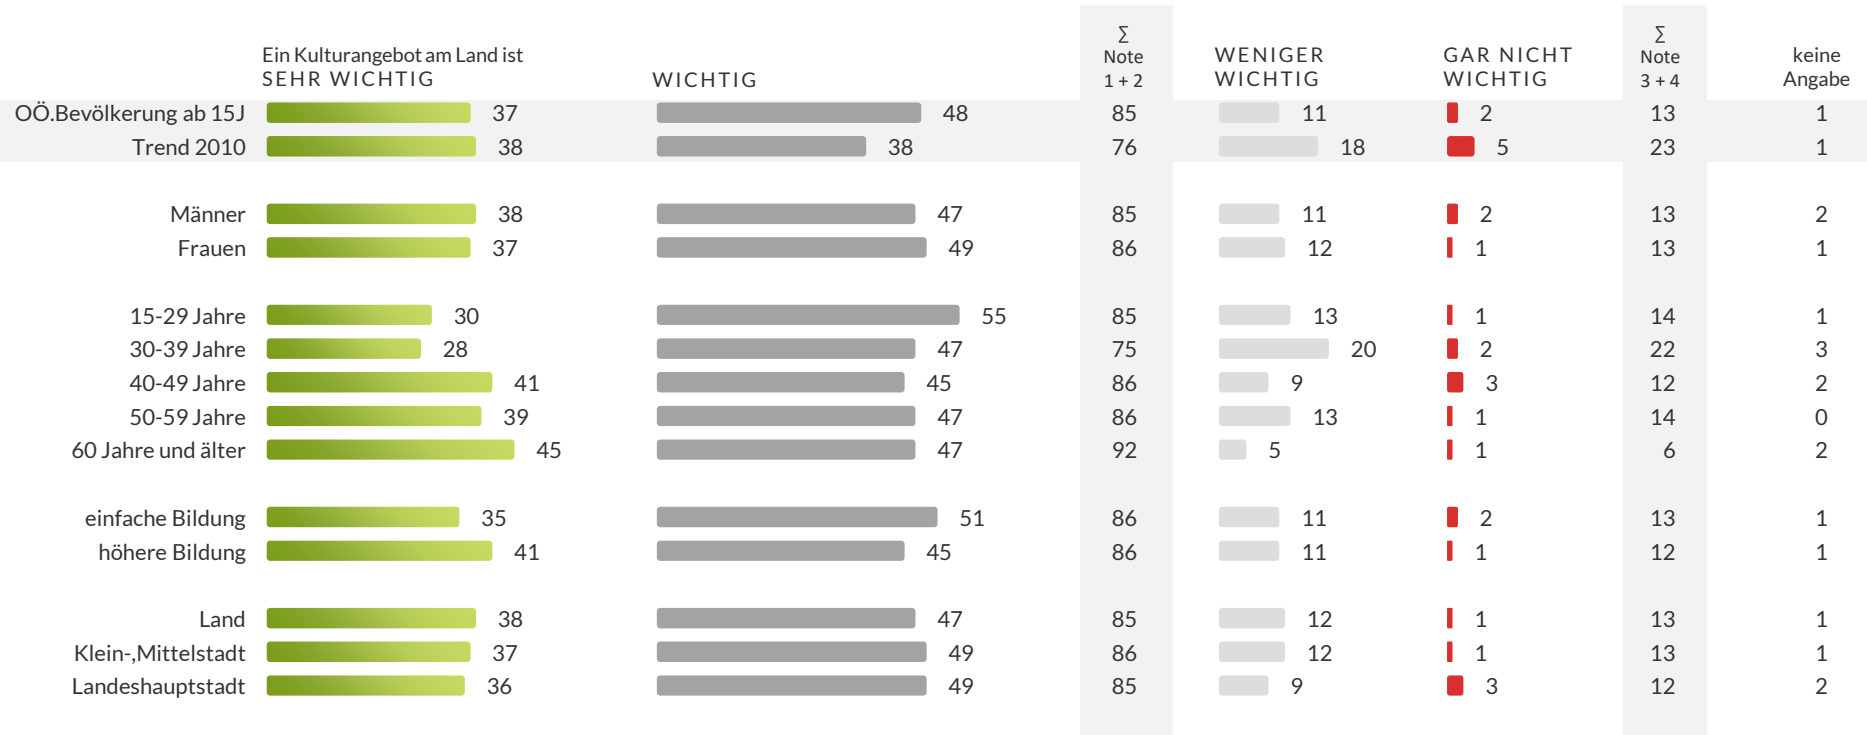 Ein Kulturangebot am Land ist
SEHR WICHTIG
WICHTIG
Σ
Note
1 + 2
WENIGER
WICHTIG
GAR NICHT
WICHTIG
Σ
Note
3 + 4
keine
Angabe
OÖ.Bevölkerung ab 15J 37 48 85 11 2 13 1
Trend 2010 38 38 76 18 5 23 1
Männer 38 47 85 11 2 13 2
Frauen 37 49 86 12 1 13 1
15-29 Jahre 30 55 85 13 1 14 1
30-39 Jahre 28 47 75 20 2 22 3
40-49 Jahre 41 45 86 9 3 12 2
50-59 Jahre 39 47 86 13 1 14 0
60 Jahre und älter 45 47 92 5 1 6 2
einfache Bildung 35 51 86 11 2 13 1
höhere Bildung 41 45 86 11 1 12 1
Land 38 47 85 12 1 13 1
Klein-,Mittelstadt 37 49 86 12 1 13 1
Landeshauptstadt 36 49 85 9 3 12 2